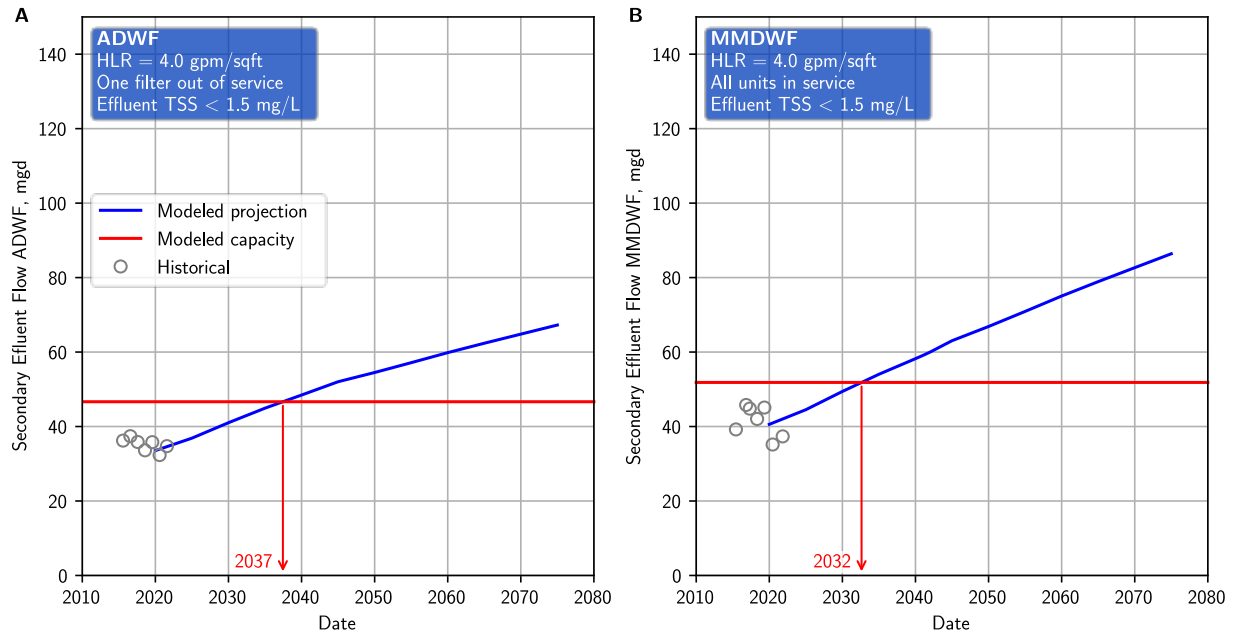 A
ADWF
HLR = 4.0 gpm/sqft
One filter out of service
Effluent TSS < 1.5 mg/L
Modeled projection
Modeled capacity
Historical
Secondary Efluent Flow ADWF, mgd
140
120
100
80
60
40
20
0
2037
2010 2020 2030 2040 2050 2060 2070 2080
Date
B
MMDWF
HLR = 4.0 gpm/sqft
All units in service
Effluent TSS < 1.5 mg/L
Secondary Effluent Flow MMDWF, mgd
140
120
100
80
60
40
20
0
2032
2010 2020 2030 2040 2050 2060 2070 2080
Date